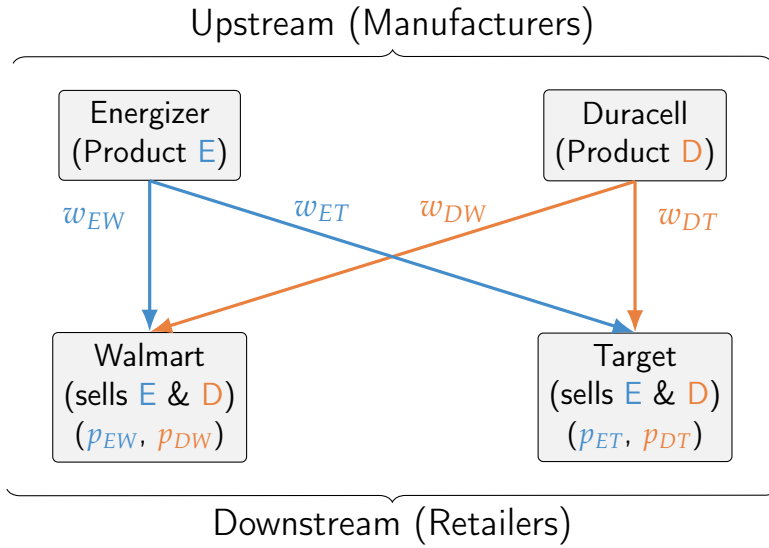 Upstream (Manufacturers)
Energizer
(Product E)
Duracell
(Product D)
w_EW
w_ET
w_DW
w_DT
Walmart
(sells E & D)
(p_EW, p_DW)
Target
(sells E & D)
(p_ET, p_DT)
Downstream (Retailers)